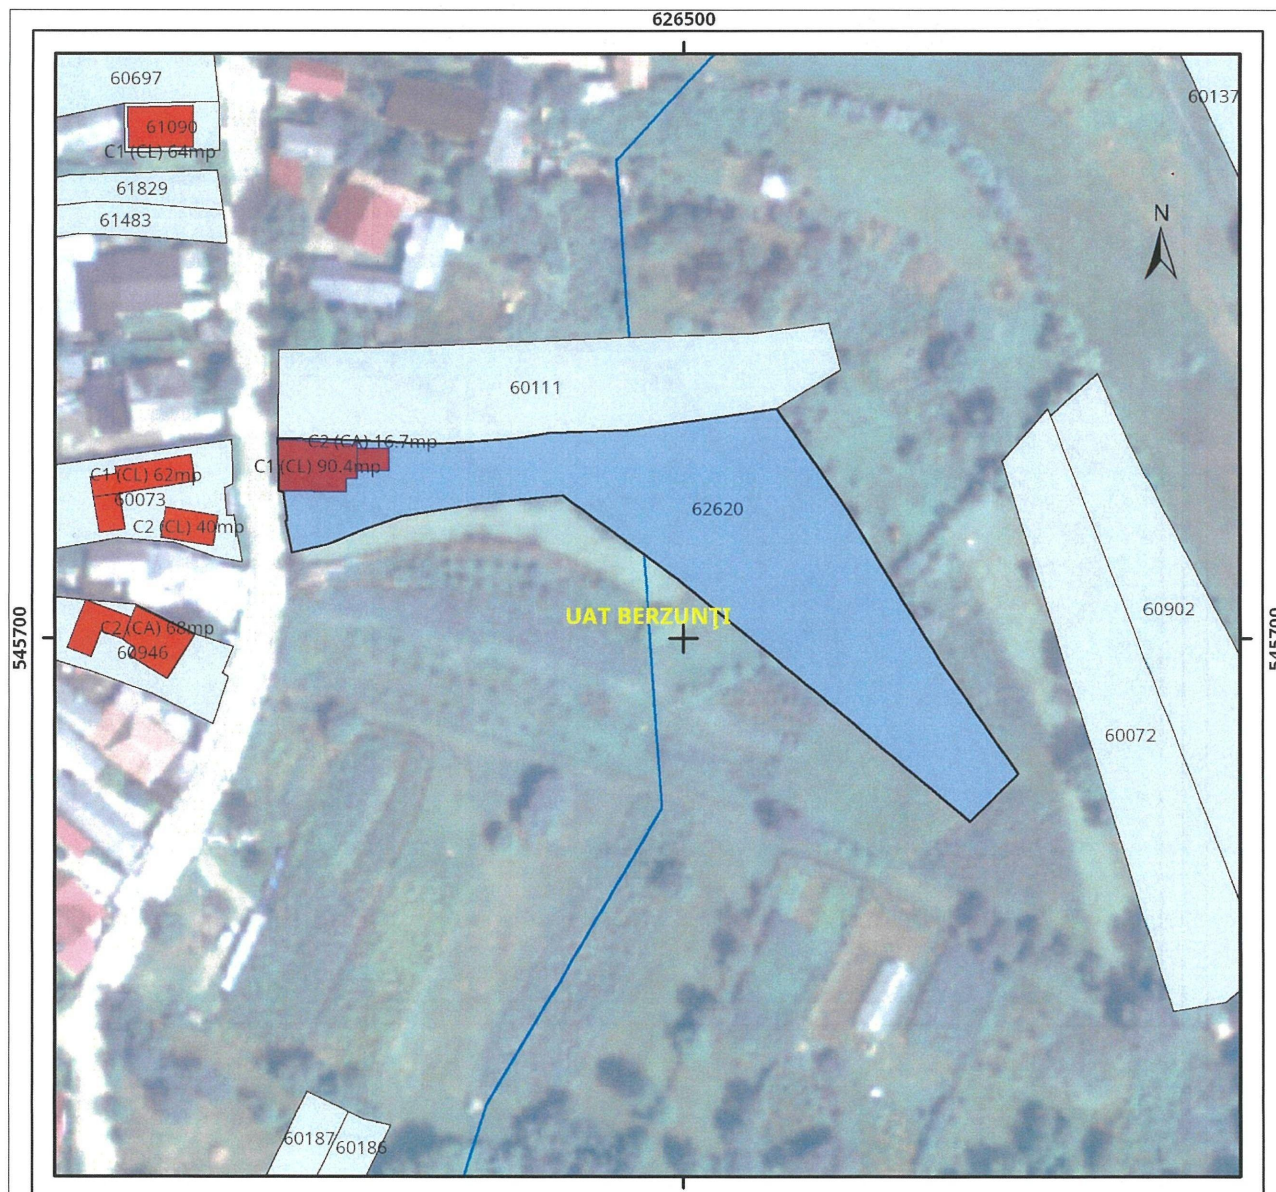 626500
60697
60137
61090
C1 (CL) 64mp
61829
61483
N
60111
C2 (CA) 16.7mp
C1 (CL) 90.4mp
C1 (CL) 62mp
60073
C2 (CL) 40mp
62620
UAT BERZUNȚI
60902
C2 (CA) 68mp
60946
545700
545700
60072
60187
60186